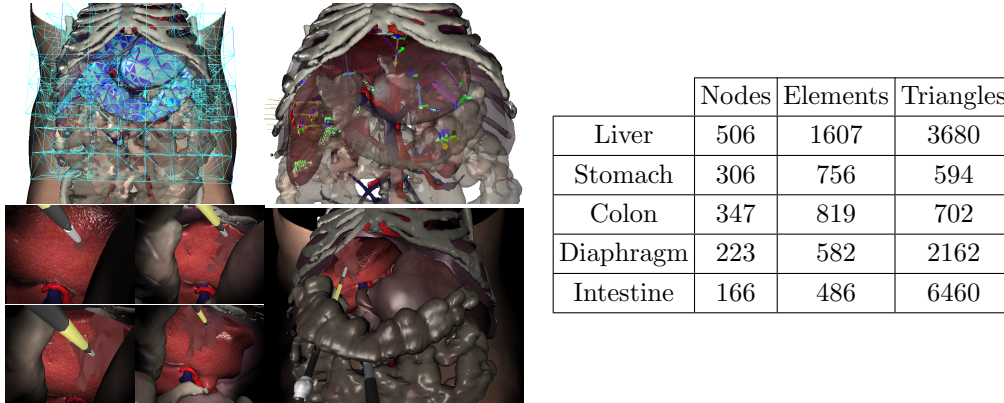 Nodes Elements Triangles
Liver 506 1607 3680
Stomach 306 756 594
Colon 347 819 702
Diaphragm 223 582 2162
Intestine 166 486 6460